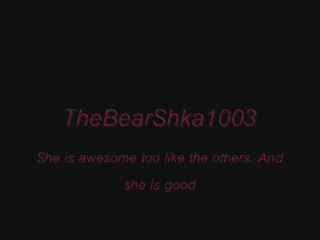 TheBearShka1003
She is awesome too like the others. And
she is good